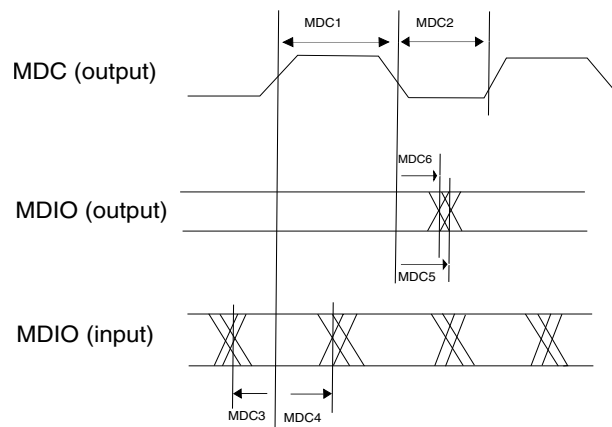 MDC1
MDC2
MDC (output)
MDC6
MDIO (output)
MDC5
MDIO (input)
MDC3
MDC4